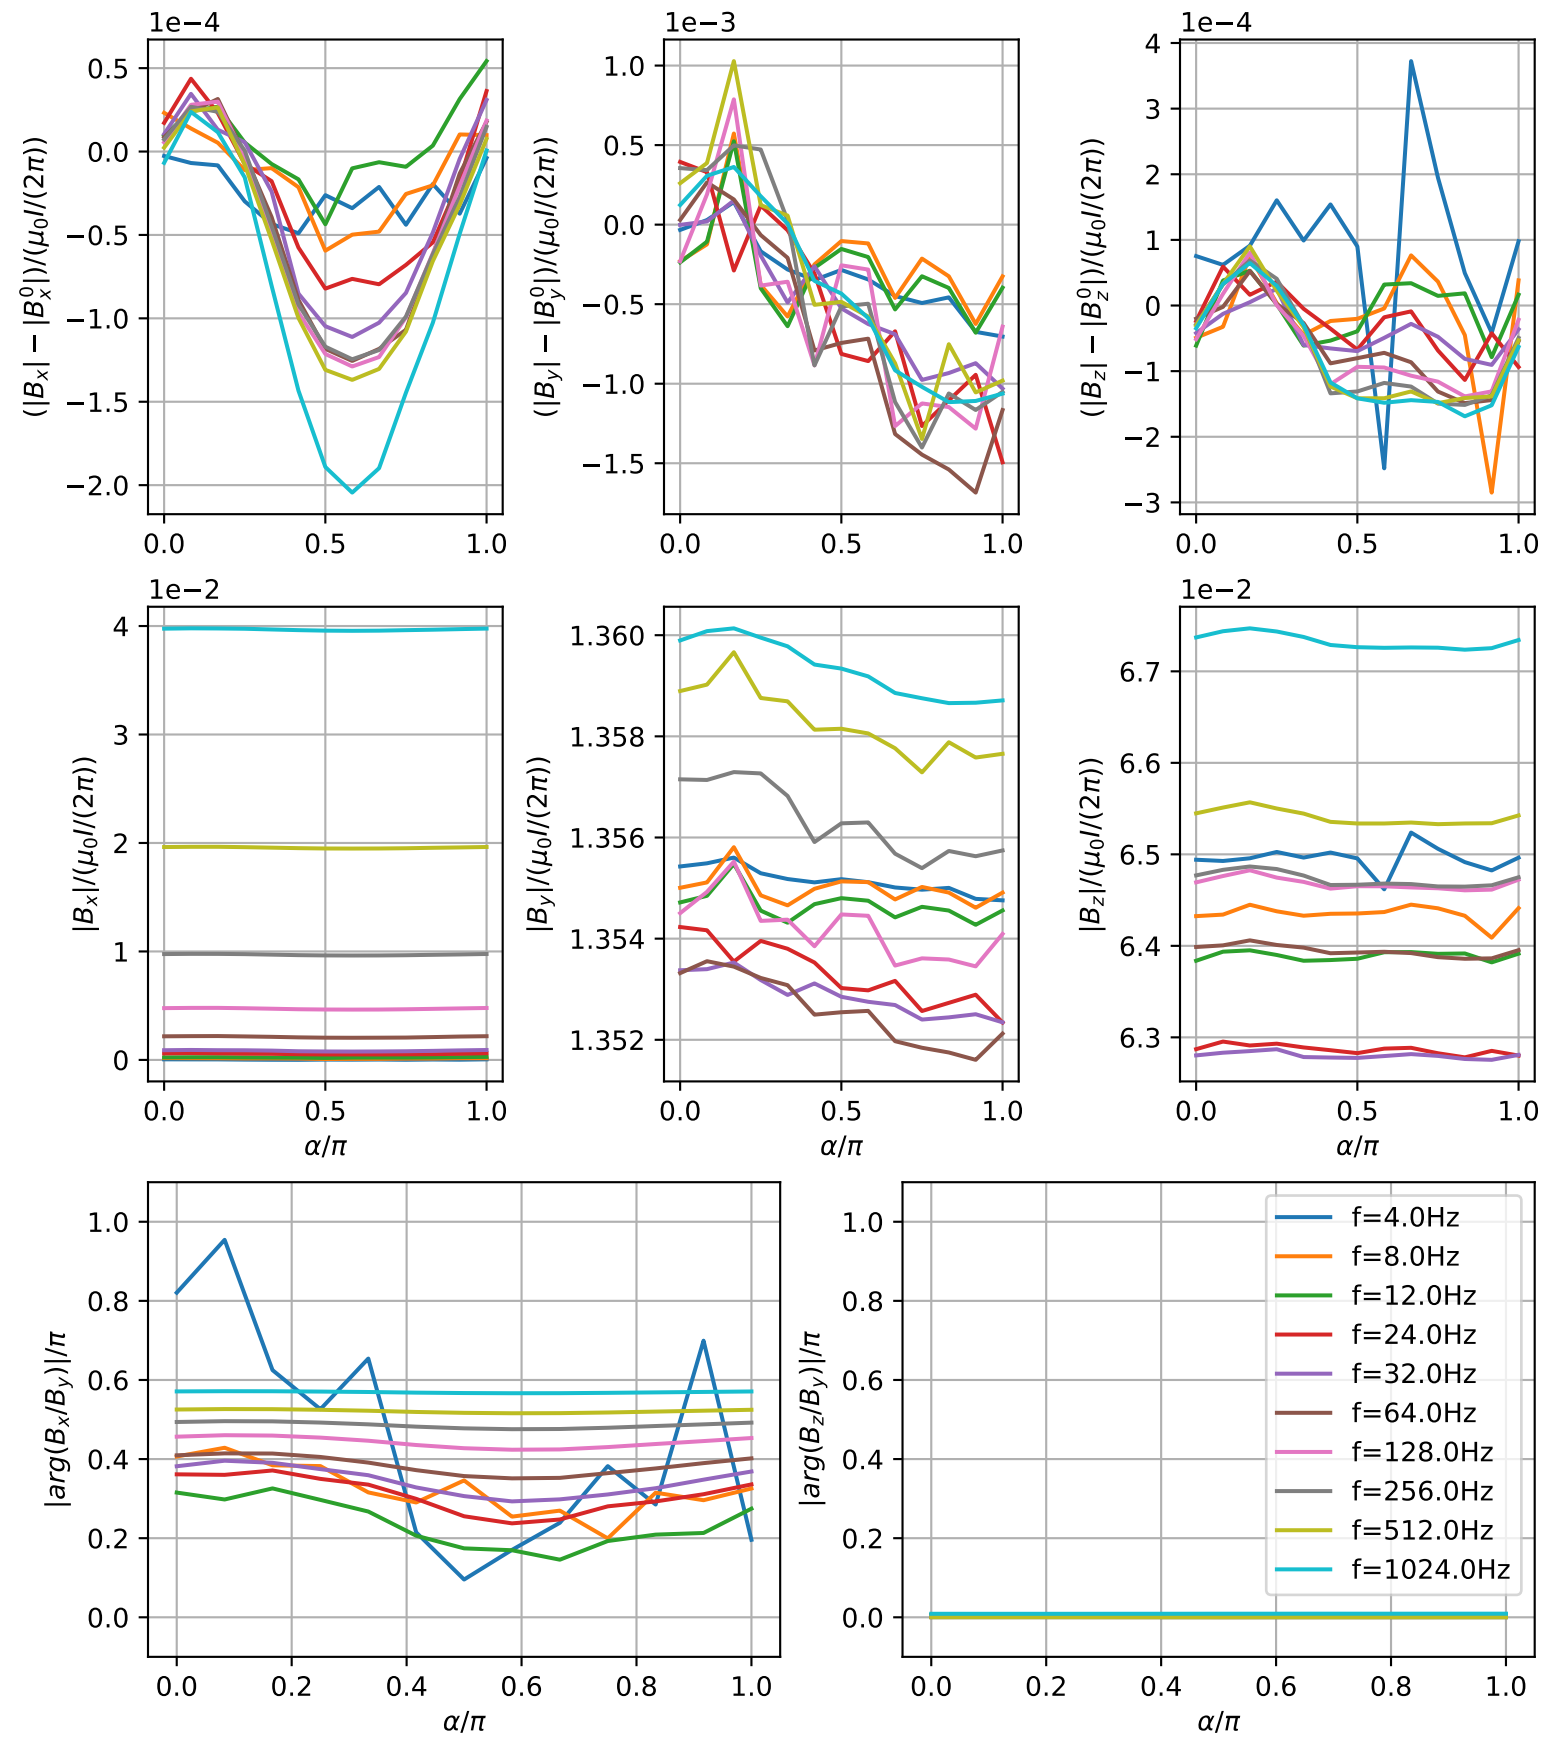 1e−4
0.5
0.0
−0.5
−1.0
−1.5
−2.0
(|Bx| − |Bx0|)/(μ0I/(2π))
0.0 0.5 1.0
1e−3
1.0
0.5
0.0
−0.5
−1.0
−1.5
(|By| − |By0|)/(μ0I/(2π))
0.0 0.5 1.0
1e−4
4
3
2
1
0
−1
−2
−3
(|Bz| − |Bz0|)/(μ0I/(2π))
0.0 0.5 1.0
1e−2
4
3
2
1
0
|Bx|/(μ0I/(2π))
0.0 0.5 1.0
α/π
1.360
1.358
1.356
1.354
1.352
|By|/(μ0I/(2π))
0.0 0.5 1.0
α/π
1e−2
6.7
6.6
6.5
6.4
6.3
|Bz|/(μ0I/(2π))
0.0 0.5 1.0
α/π
1.0
0.8
0.6
0.4
0.2
0.0
|arg(Bx/By)|/π
0.0 0.2 0.4 0.6 0.8 1.0
α/π
1.0
0.8
0.6
0.4
0.2
0.0
|arg(Bz/By)|/π
0.0 0.2 0.4 0.6 0.8 1.0
α/π
f=4.0Hz
f=8.0Hz
f=12.0Hz
f=24.0Hz
f=32.0Hz
f=64.0Hz
f=128.0Hz
f=256.0Hz
f=512.0Hz
f=1024.0Hz